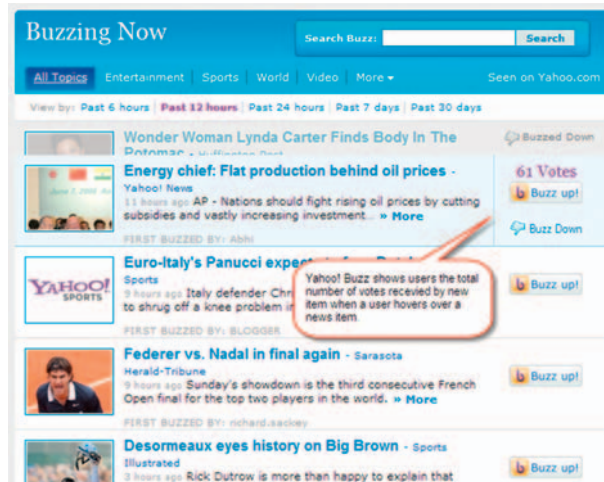 Buzzing Now
Search Buzz:
Search
All Topics Entertainment Sports World Video More
Seen on Yahoo.com
View by: Past 6 hours Past 12 hours Past 24 hours Past 7 days Past 30 days
Wonder Woman Lynda Carter Finds Body In The
Potomac - Huffington Post
Buzzed Down
Energy chief: Flat production behind oil prices -
Yahoo! News
11 hours ago AP - Nations should fight rising oil prices by cutting
subsidies and vastly increasing investment... » More
FIRST BUZZED BY: Abhi
61 Votes
b Buzz up!
Buzz Down
Euro-Italy's Panucci
Sports
9 hours ago Italy defender
to shrug off a knee problem
FIRST BUZZED BY: BLOGGER
YAHOO!
SPORTS
b Buzz up!
Yahoo! Buzz shows users the total
number of votes recevied by new
item when a user hovers over a
news item.
Federer vs. Nadal in final again - Sarasota
Herald-Tribune
9 hours ago Sunday's showdown is the third consecutive French
Open final for the top two players in the world. » More
FIRST BUZZED BY: richard.sackey
b Buzz up!
Desormeaux eyes history on Big Brown - Sports
Illustrated
3 hours ago Rick Dutrow is more than happy to explain that
b Buzz up!